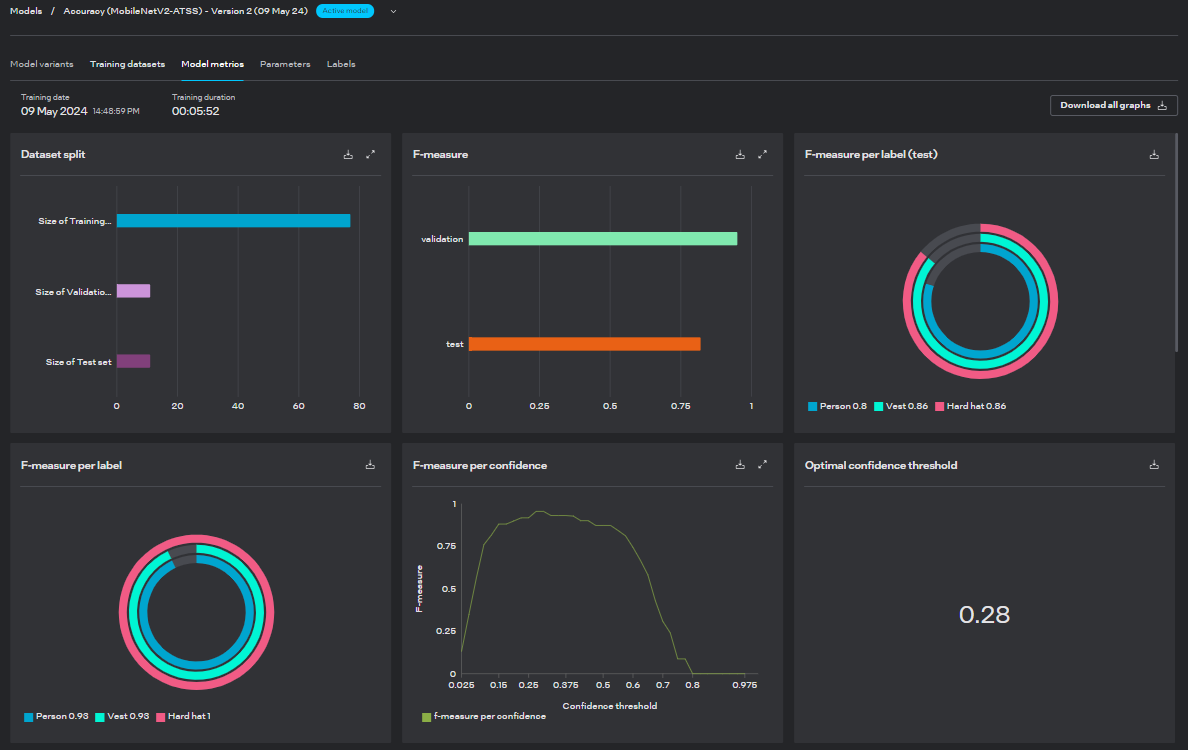 Models / Accuracy (MobileNetV2-ATSS) - Version 2 (09 May 24) Active model
Model variants Training datasets Model metrics Parameters Labels
Training date Training duration
09 May 2024 14:48:59 PM 00:05:52
Download all graphs
Dataset split
Size of Training...
Size of Validatio...
Size of Test set
0 20 40 60 80
F-measure
validation
test
0 0.25 0.5 0.75 1
F-measure per label (test)
Person 0.8 Vest 0.86 Hard hat 0.86
F-measure per label
Person 0.93 Vest 0.93 Hard hat 1
F-measure per confidence
1
0.75
0.5
0.25
0
F-measure
0.025 0.15 0.25 0.375 0.5 0.6 0.7 0.8 0.975
Confidence threshold
f-measure per confidence
Optimal confidence threshold
0.28